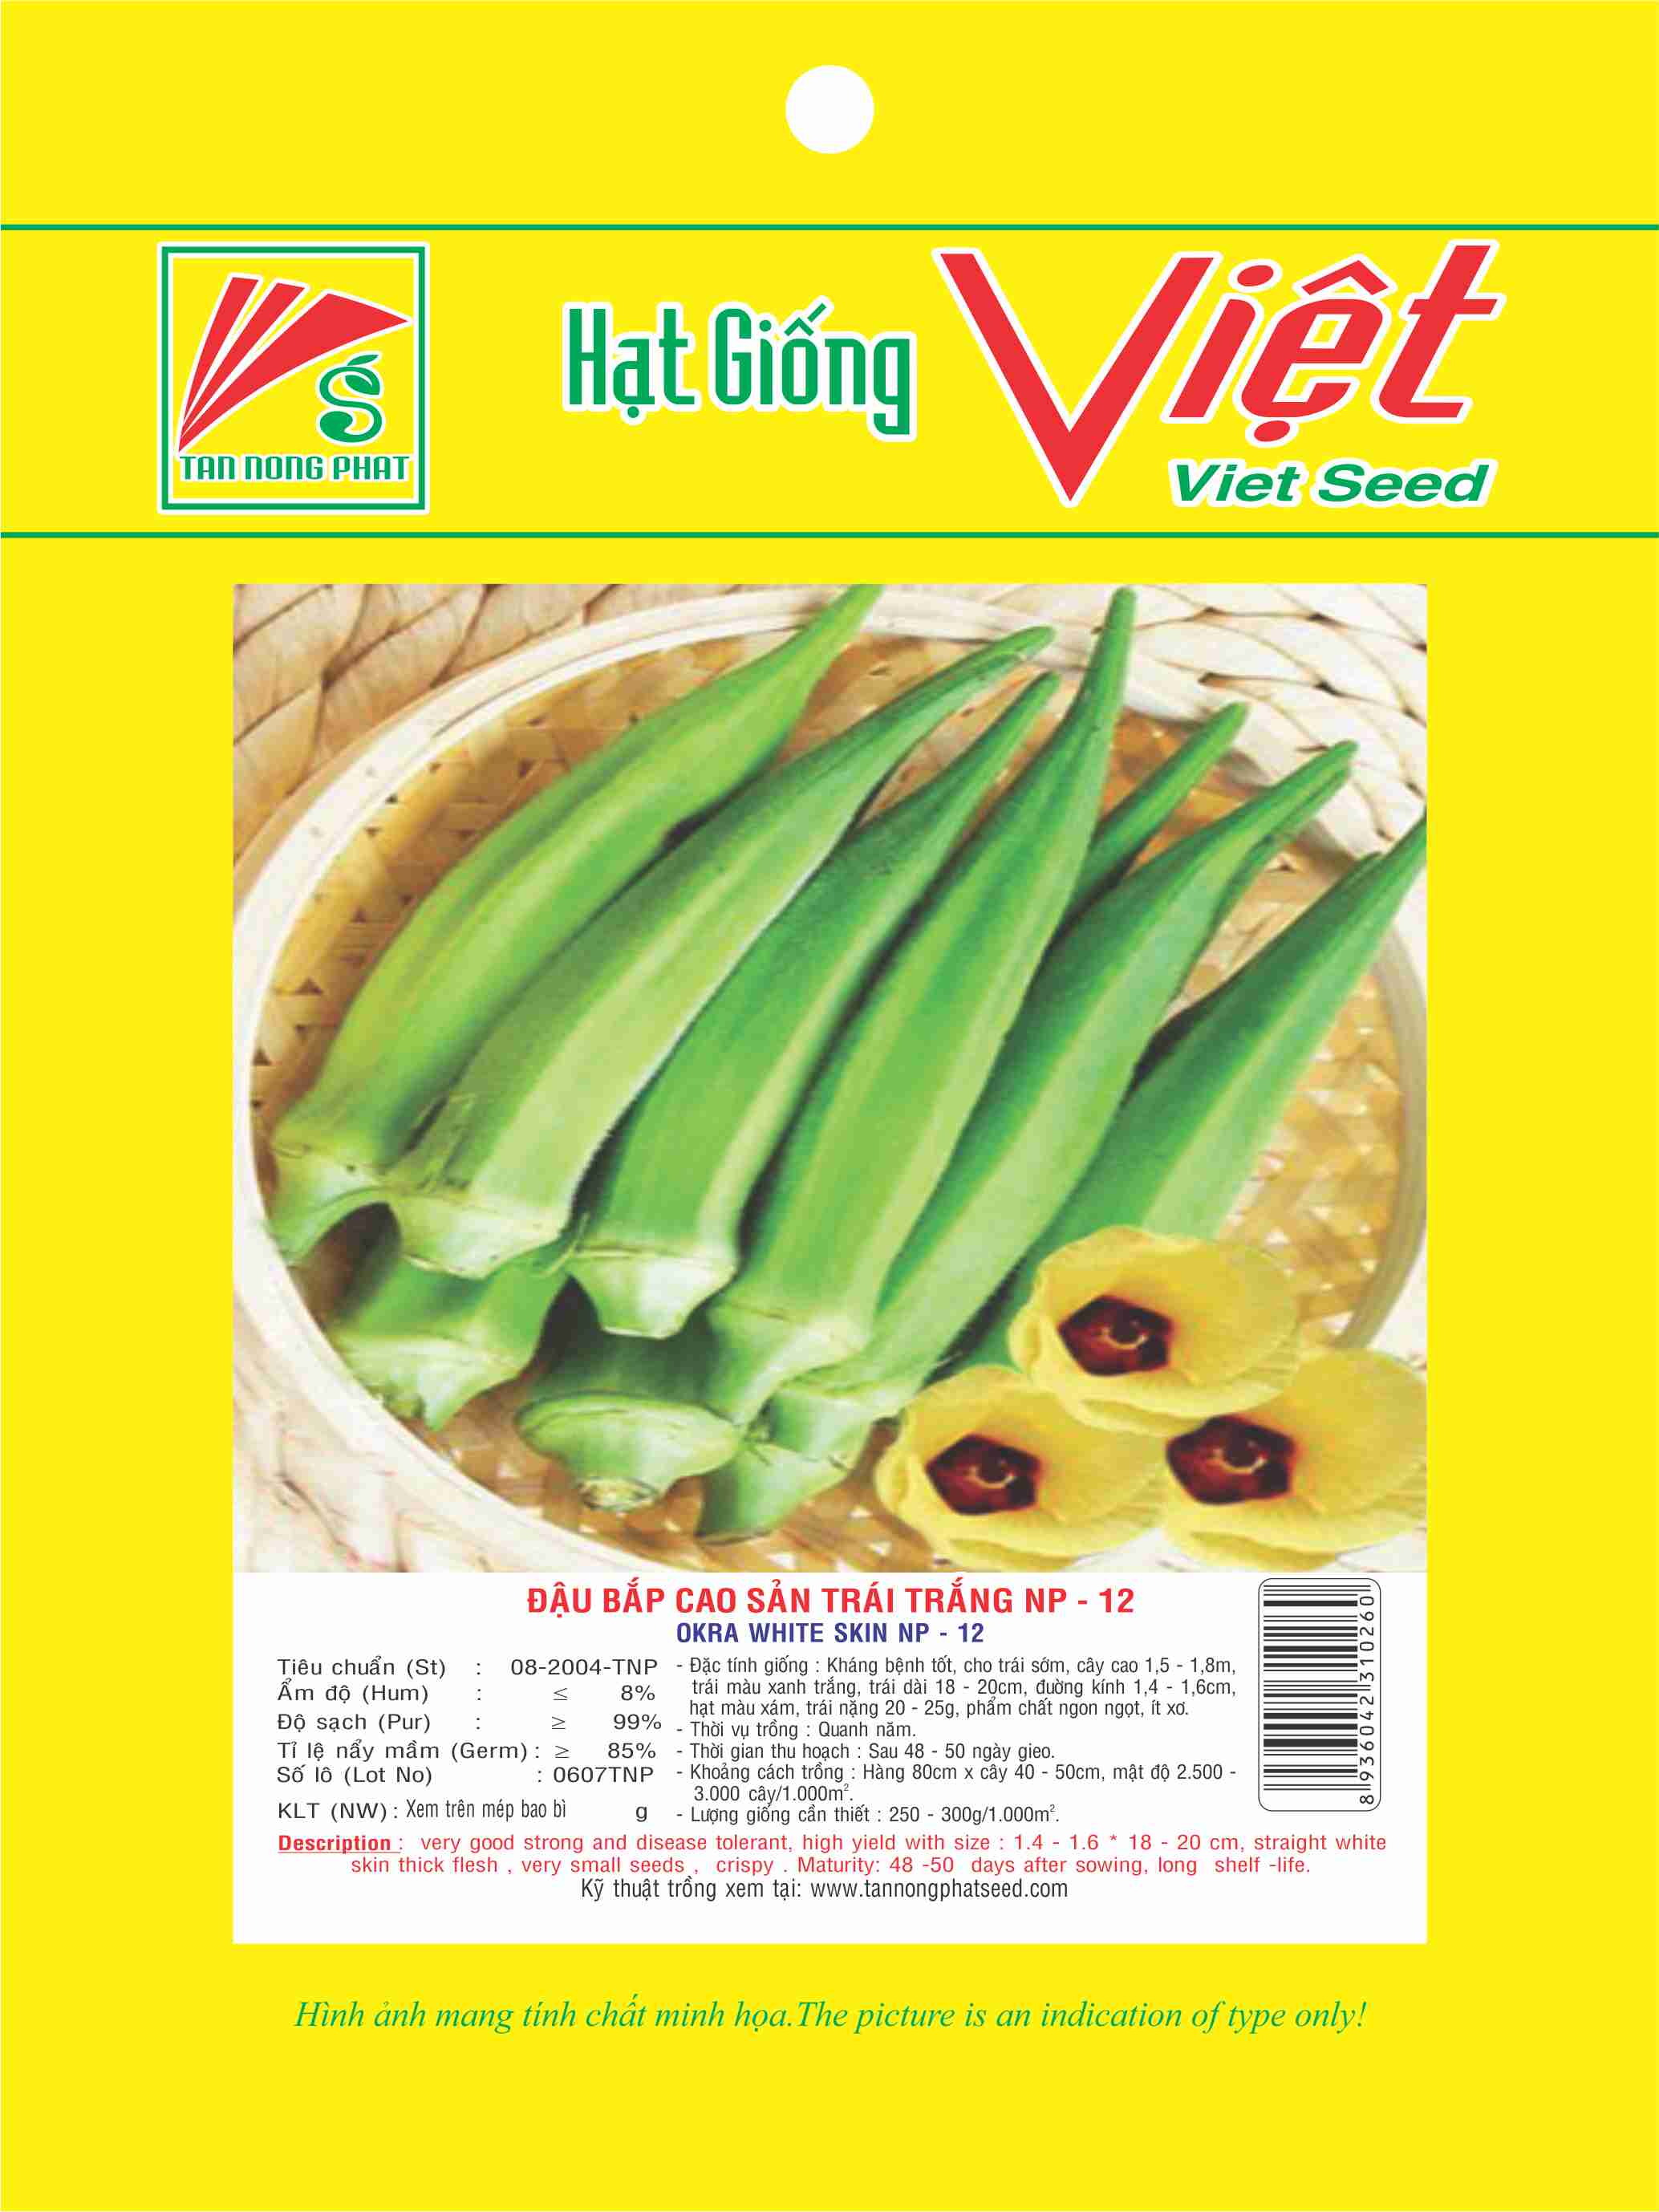 TAN NONG PHAT
Hạt Giống Việt
Viet Seed
ĐẬU BẮP CAO SẢN TRÁI TRẮNG NP - 12
OKRA WHITE SKIN NP - 12
Tiêu chuẩn (St) : 08-2004-TNP
Ẩm độ (Hum) : ≤ 8%
Độ sạch (Pur) : ≥ 99%
Tỉ lệ nẩy mầm (Germ) : ≥ 85%
Số lô (Lot No) : 0607TNP
KLT (NW) : Xem trên mép bao bì g
- Đặc tính giống : Kháng bệnh tốt, cho trái sớm, cây cao 1,5 - 1,8m,
trái màu xanh trắng, trái dài 18 - 20cm, đường kính 1,4 - 1,6cm,
hạt màu xám, trái nặng 20 - 25g, phẩm chất ngon ngọt, ít xơ.
- Thời vụ trồng : Quanh năm.
- Thời gian thu hoạch : Sau 48 - 50 ngày gieo.
- Khoảng cách trồng : Hàng 80cm x cây 40 - 50cm, mật độ 2.500 -
3.000 cây/1.000m².
- Lượng giống cần thiết : 250 - 300g/1.000m².
8936042310260
Description : very good strong and disease tolerant, high yield with size : 1.4 - 1.6 * 18 - 20 cm, straight white
skin thick flesh , very small seeds , crispy . Maturity: 48 -50 days after sowing, long shelf -life.
Kỹ thuật trồng xem tại: www.tannongphatseed.com
Hình ảnh mang tính chất minh họa.The picture is an indication of type only!